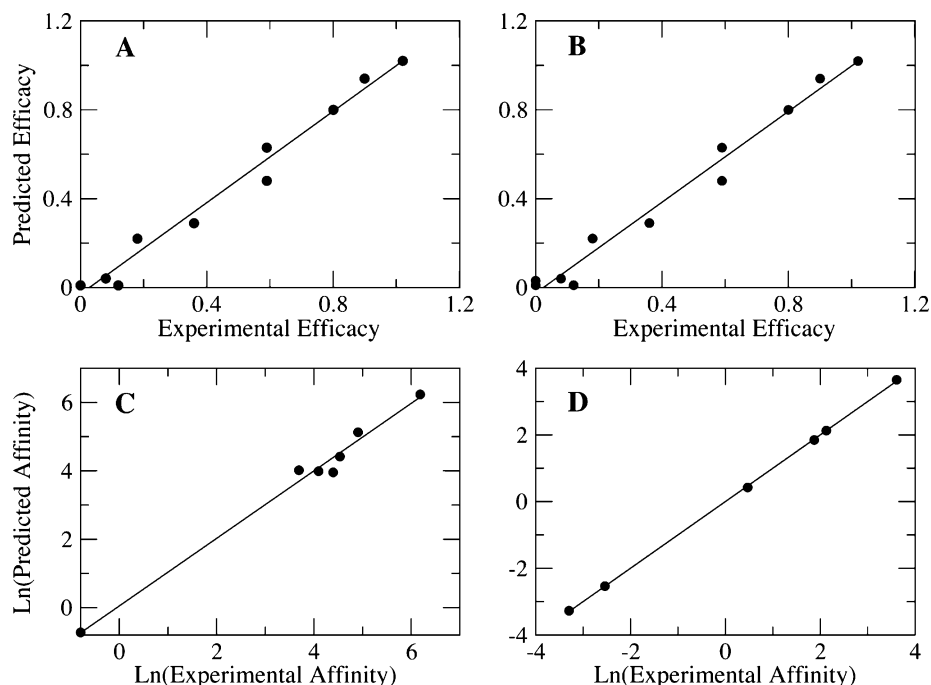 1.2
A
0.8
0.4
0
0 0.4 0.8 1.2
Predicted Efficacy
Experimental Efficacy
1.2
B
0.8
0.4
0
0 0.4 0.8 1.2
Experimental Efficacy
C
6
4
2
0
0 2 4 6
Ln(Predicted Affinity)
Ln(Experimental Affinity)
4
D
2
0
-2
-4
-4 -2 0 2 4
Ln(Experimental Affinity)